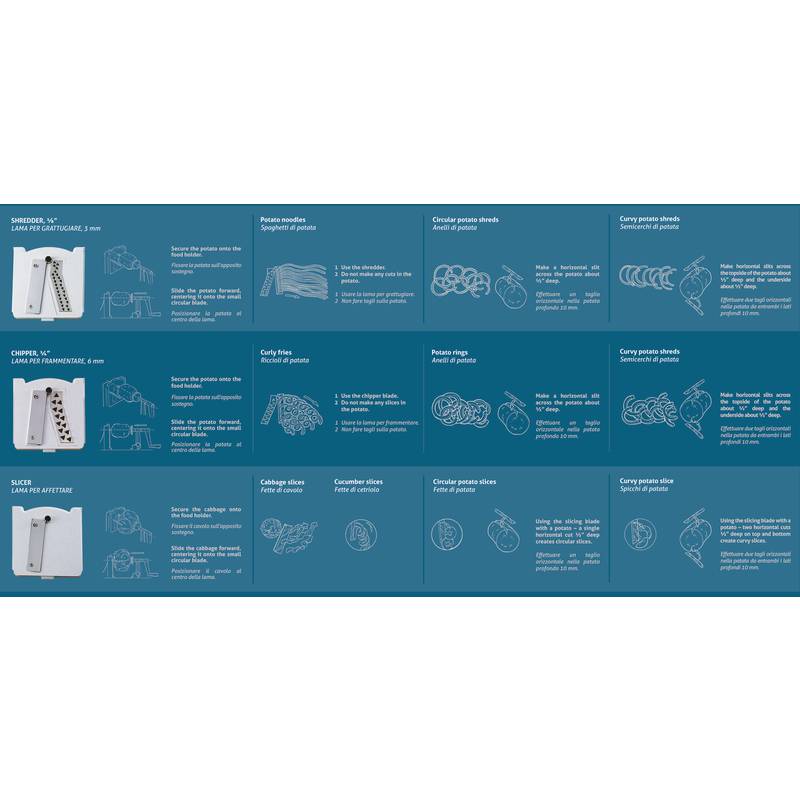 SHREDDER, ⅛"
LAMA PER GRATTUGIARE, 3 mm
Secure the potato onto the
food holder.
Fissare la patata sull'apposito
sostegno.
Slide the potato forward,
centering it onto the small
circular blade.
Posizionare la patata al
centro della lama.
Potato noodles
Spaghetti di patata
1 Use the shredder.
2 Do not make any cuts in the
potato.
1 Usare la lama per grattugiare.
2 Non fare tagli sulla patata.
Circular potato shreds
Anelli di patata
Make a horizontal slit
across the potato about
½" deep.
Effettuare un taglio
orizzontale nella patata
profondo 10 mm.
Curvy potato shreds
Semicerchi di patata
Make horizontal slits across
the topside of the potato about
½" deep and the underside
about ½" deep.
Effettuare due tagli orizzontali
nella patata da entrambi i lati
profondi 10 mm.
CHIPPER, ¼"
LAMA PER FRAMMENTARE, 6 mm
Secure the potato onto the
food holder.
Fissare la patata sull'apposito
sostegno.
Slide the potato forward,
centering it onto the small
circular blade.
Posizionare la patata al
centro della lama.
Curly fries
Riccioli di patata
1 Use the chipper blade.
2 Do not make any slices in
the potato.
1 Usare la lama per frammentare.
2 Non fare tagli sulla patata.
Potato rings
Anelli di patata
Make a horizontal slit
across the potato about
½" deep.
Effettuare un taglio
orizzontale nella patata
profondo 10 mm.
Curvy potato shreds
Semicerchi di patata
Make horizontal slits across
the topside of the potato
about ½" deep and the
underside about ½" deep.
Effettuare due tagli orizzontali
nella patata da entrambi i lati
profondi 10 mm.
SLICER
LAMA PER AFFETTARE
Secure the cabbage onto
the food holder.
Fissare il cavolo sull'apposito
sostegno.
Slide the cabbage forward,
centering it onto the small
circular blade.
Posizionare il cavolo al
centro della lama.
Cabbage slices
Fette di cavolo
Cucumber slices
Fette di cetriolo
Circular potato slices
Fette di patata
Using the slicing blade
with a potato – a single
horizontal cut ½" deep
creates circular slices.
Effettuare un taglio
orizzontale nella patata
profondo 10 mm.
Curvy potato slice
Spicchi di patata
Using the slicing blade with a
potato – two horizontal cuts
½" deep on top and bottom
create curvy slices.
Effettuare due tagli orizzontali
nella patata da entrambi i lati
profondi 10 mm.